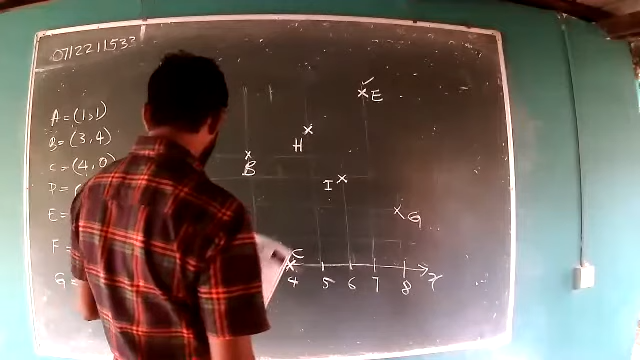 0712211533
A = (1,1)
B = (3,4)
C = (4,0)
D =
E =
F
G =
E
H
B
I
G
C
4 5 6 7 8 x